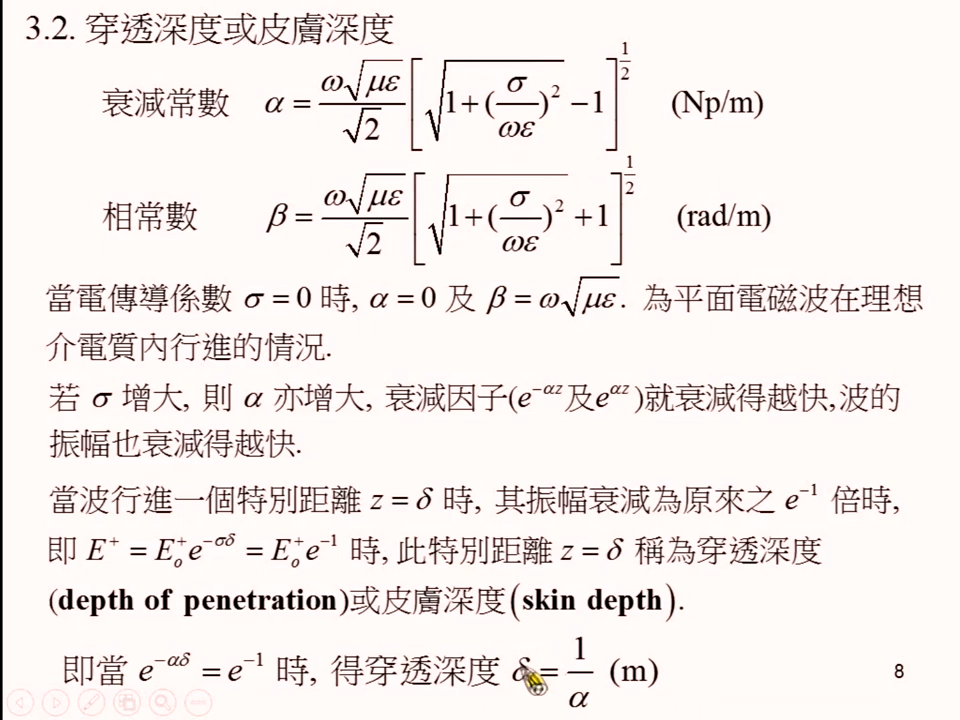 3.2. 穿透深度或皮膚深度
衰減常數 α = ω√(με)/√2 [√(1+(σ/ωε)²) −1]^(1/2) (Np/m)
相常數 β = ω√(με)/√2 [√(1+(σ/ωε)²) +1]^(1/2) (rad/m)
當電傳導係數 σ = 0 時, α = 0 及 β = ω√(με). 為平面電磁波在理想
介電質內行進的情況.
若 σ 增大, 則 α 亦增大, 衰減因子(e^(−αz)及e^(αz))就衰減得越快,波的
振幅也衰減得越快.
當波行進一個特別距離 z = δ 時, 其振幅衰減為原來之 e^(−1) 倍時,
即 E⁺ = E₀⁺e^(−σδ) = E₀⁺e^(−1) 時, 此特別距離 z = δ 稱為穿透深度
(depth of penetration)或皮膚深度(skin depth).
即當 e^(−αδ) = e^(−1) 時, 得穿透深度 δ = 1/α (m)
8